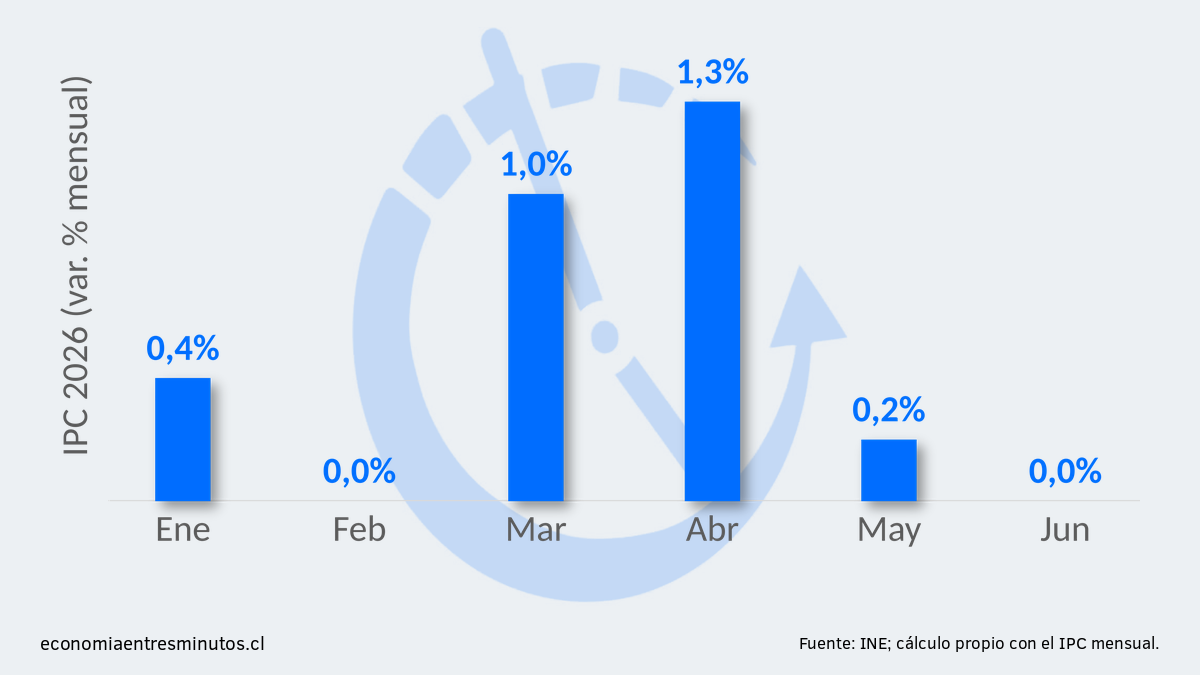 IPC 2026 (var. % mensual)
0,4%
0,0%
1,0%
1,3%
0,2%
0,0%
Ene
Feb
Mar
Abr
May
Jun
economiaentresminutos.cl
Fuente: INE; cálculo propio con el IPC mensual.